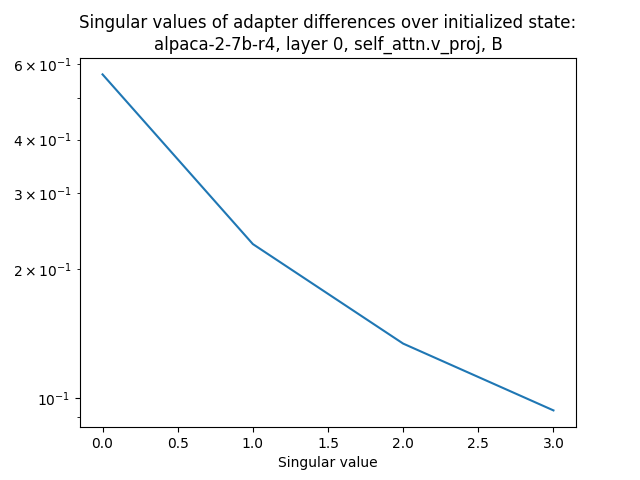 Singular values of adapter differences over initialized state:
alpaca-2-7b-r4, layer 0, self_attn.v_proj, B
6 × 10⁻¹
4 × 10⁻¹
3 × 10⁻¹
2 × 10⁻¹
10⁻¹
0.0 0.5 1.0 1.5 2.0 2.5 3.0
Singular value